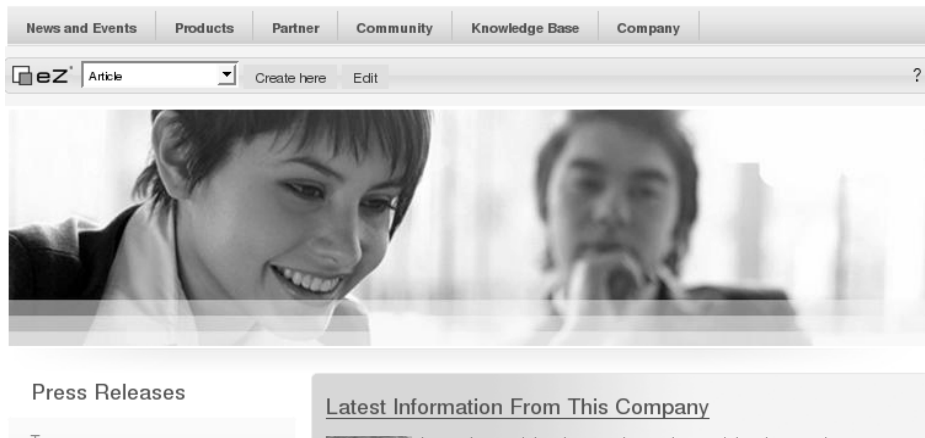 News and Events Products Partner Community Knowledge Base Company
eZ Article Create here Edit ?
Press Releases
Latest Information From This Company